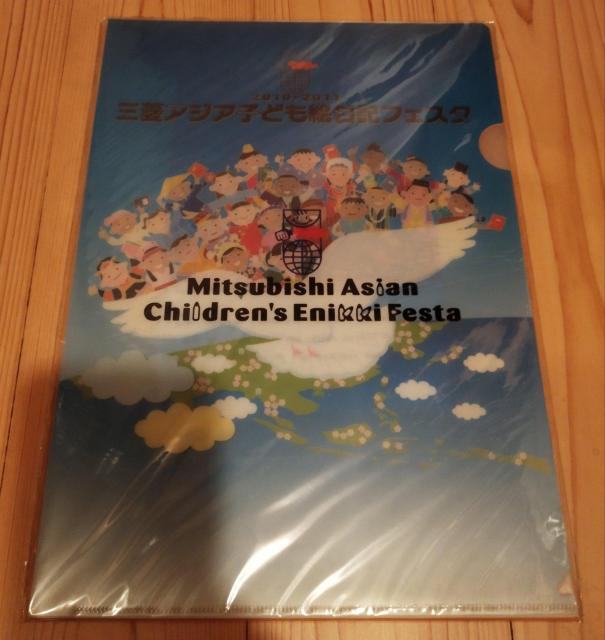 2010-2011
三菱アジア子ども絵日記フェスタ
Mitsubishi Asian
Children's Enikki Festa